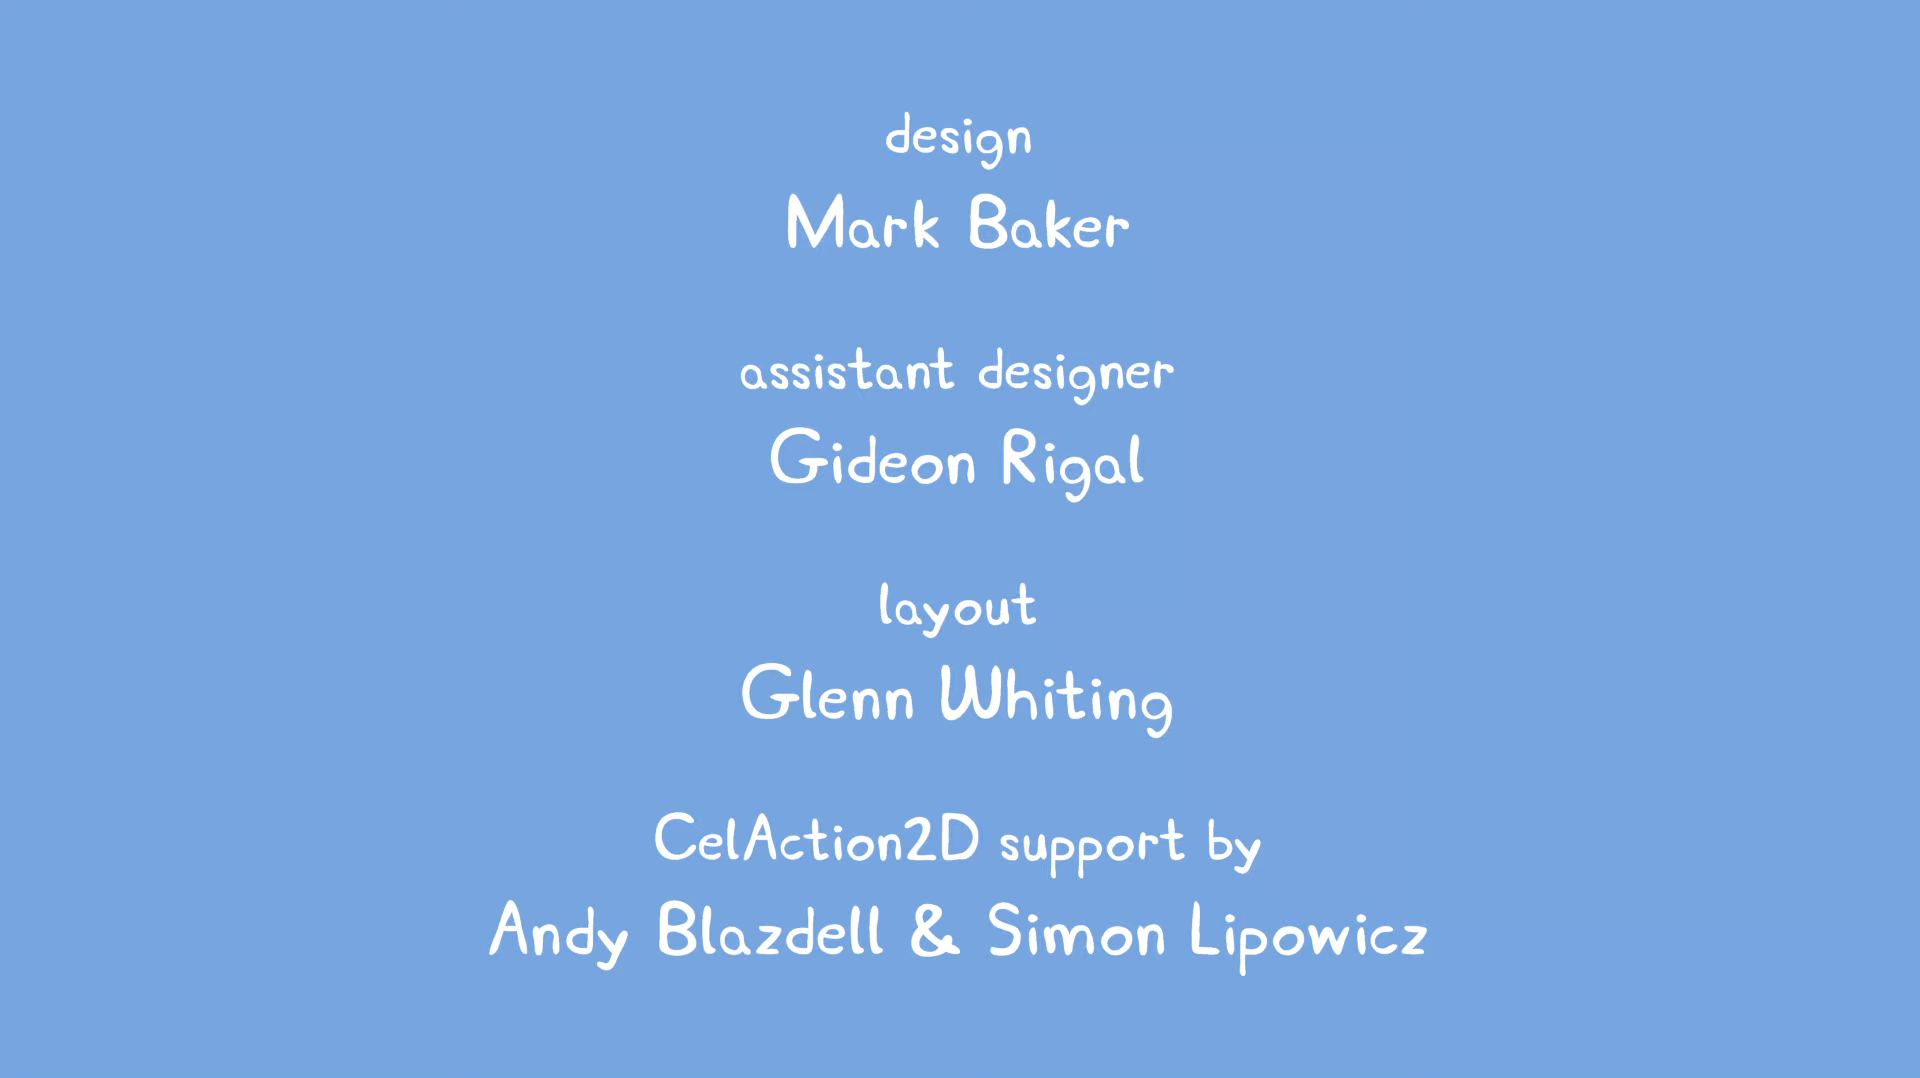 design
Mark Baker
assistant designer
Gideon Rigal
layout
Glenn Whiting
CelAction2D support by
Andy Blazdell & Simon Lipowicz